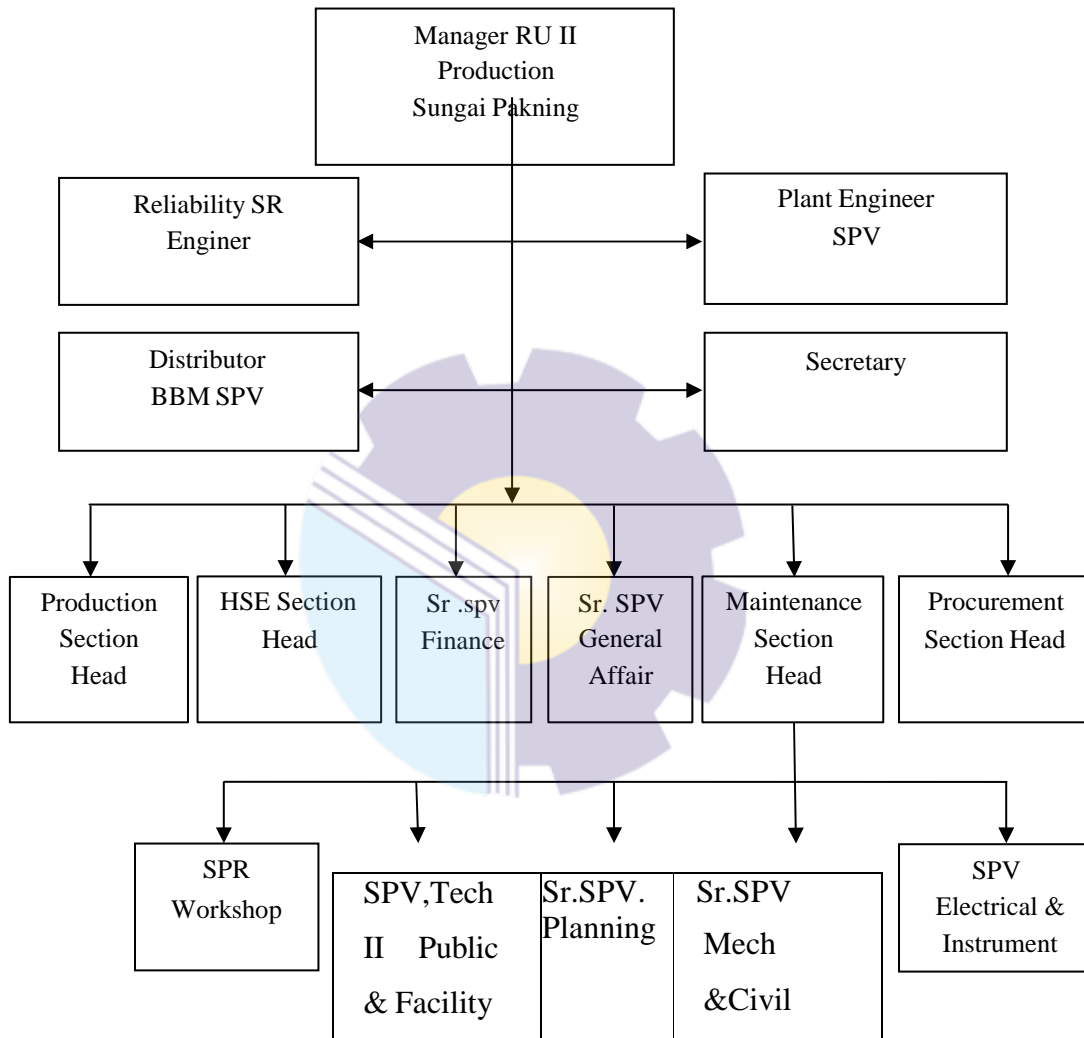 Manager RU II
Production
Sungai Pakning
Reliability SR
Enginer
Plant Engineer
SPV
Distributor
BBM SPV
Secretary
Production
Section
Head
HSE Section
Head
Sr .spv
Finance
Sr. SPV
General
Affair
Maintenance
Section
Head
Procurement
Section Head
SPR
Workshop
SPV,Tech
II Public
& Facility
Sr.SPV.
Planning
Sr.SPV
Mech
&Civil
SPV
Electrical &
Instrument